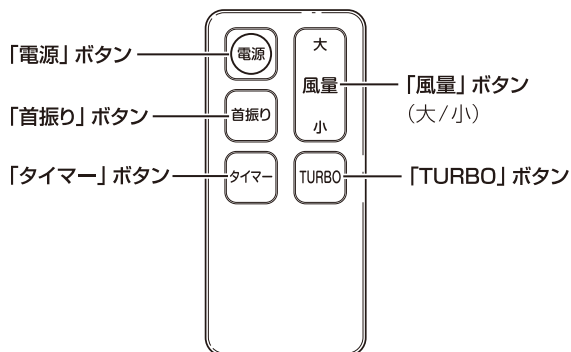 「電源」ボタン
「首振り」ボタン
「タイマー」ボタン
電源
首振り
タイマー
大
風量
小
TURBO
「風量」ボタン
(大/小)
「TURBO」ボタン